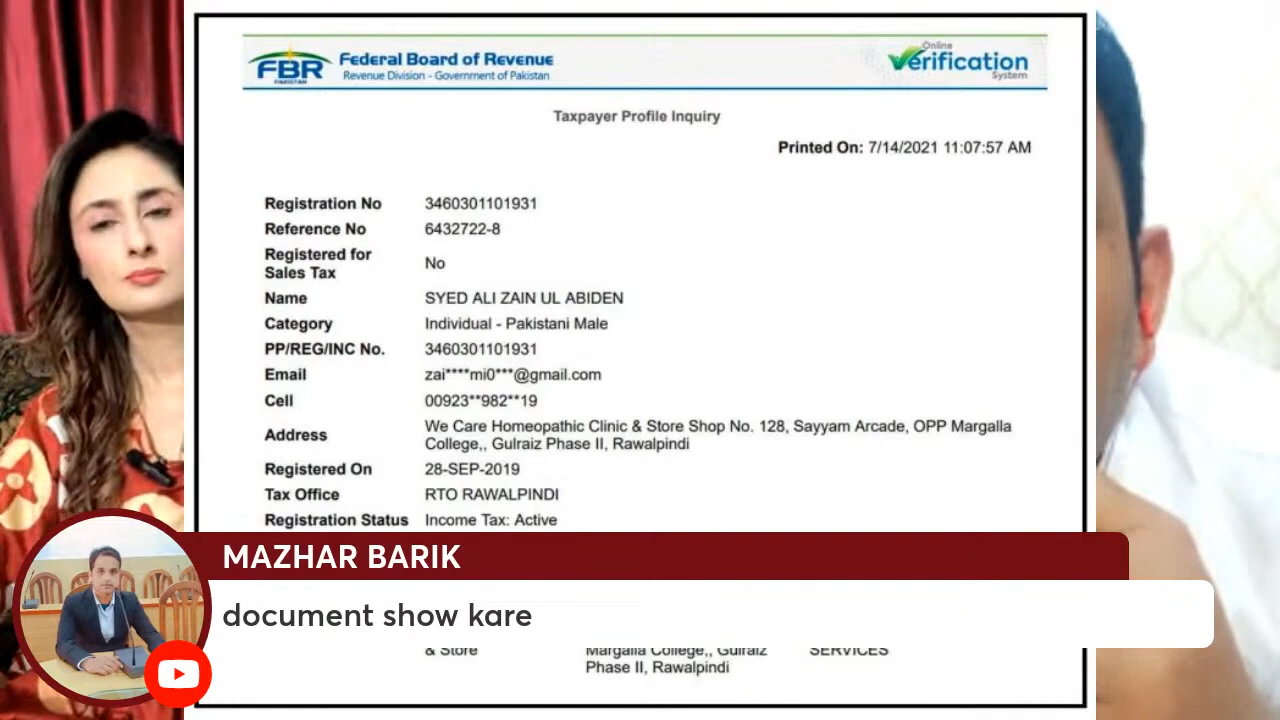 FBR
PAKISTAN
Federal Board of Revenue
Revenue Division - Government of Pakistan
Online
Verification
System
Taxpayer Profile Inquiry
Printed On: 7/14/2021 11:07:57 AM
Registration No 3460301101931
Reference No 6432722-8
Registered for
Sales Tax
No
Name SYED ALI ZAIN UL ABIDEN
Category Individual - Pakistani Male
PP/REG/INC No. 3460301101931
Email zai****mi0***@gmail.com
Cell 00923**982**19
Address
We Care Homeopathic Clinic & Store Shop No. 128, Sayyam Arcade, OPP Margalla
College,, Gulraiz Phase II, Rawalpindi
Registered On 28-SEP-2019
Tax Office RTO RAWALPINDI
Registration Status Income Tax: Active
MAZHAR BARIK
document show kare
& Store Margalla College,, Gulraiz SERVICES
Phase II, Rawalpindi